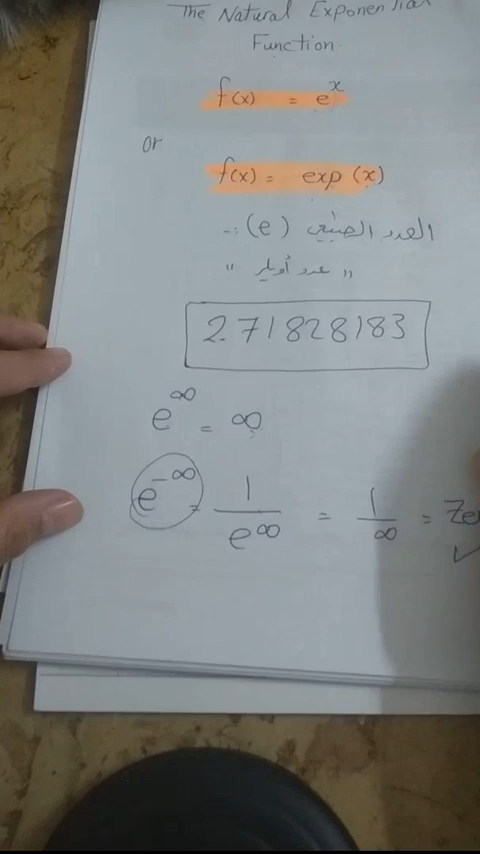 The Natural Exponential
Function.
f(x) = e^x
or
f(x) = exp (x)
العدد الطبيعي (e) :-
" عدد أويلر "
2.71828183
e^∞ = ∞
e^-∞ = 1/e^∞ = 1/∞ = Ze